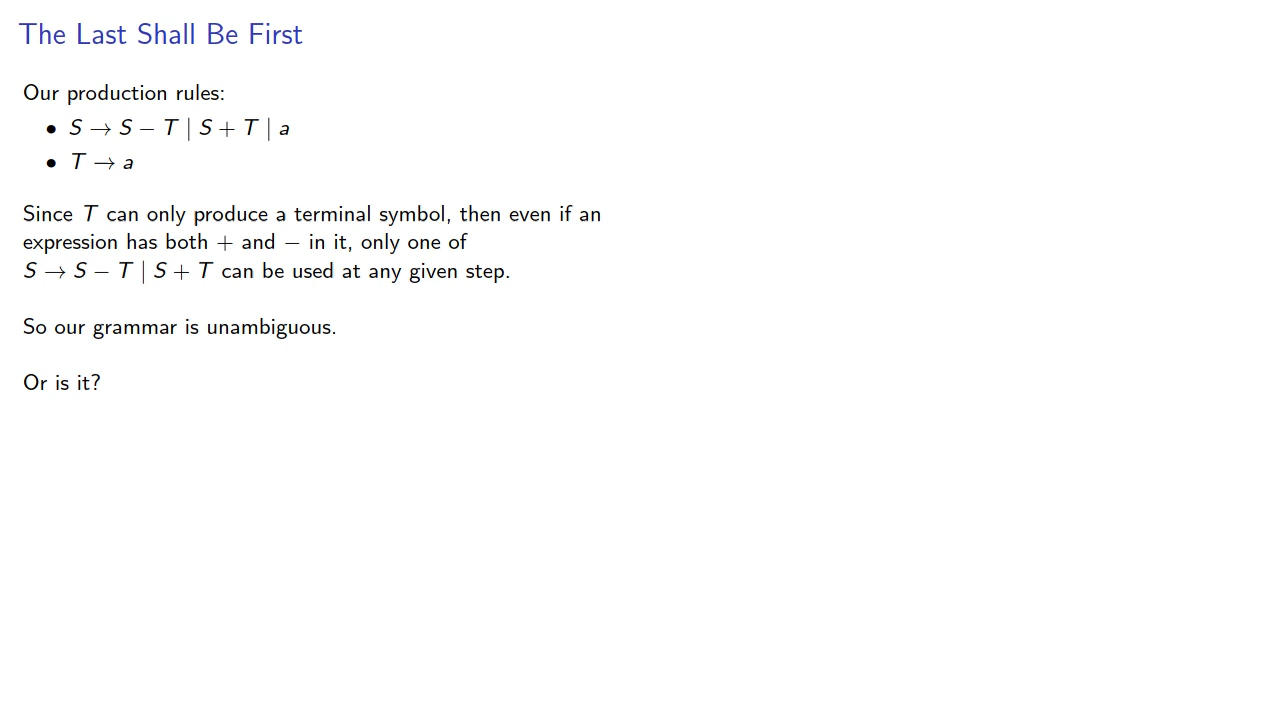 The Last Shall Be First
Our production rules:
• S → S − T | S + T | a
• T → a
Since T can only produce a terminal symbol, then even if an
expression has both + and − in it, only one of
S → S − T | S + T can be used at any given step.
So our grammar is unambiguous.
Or is it?